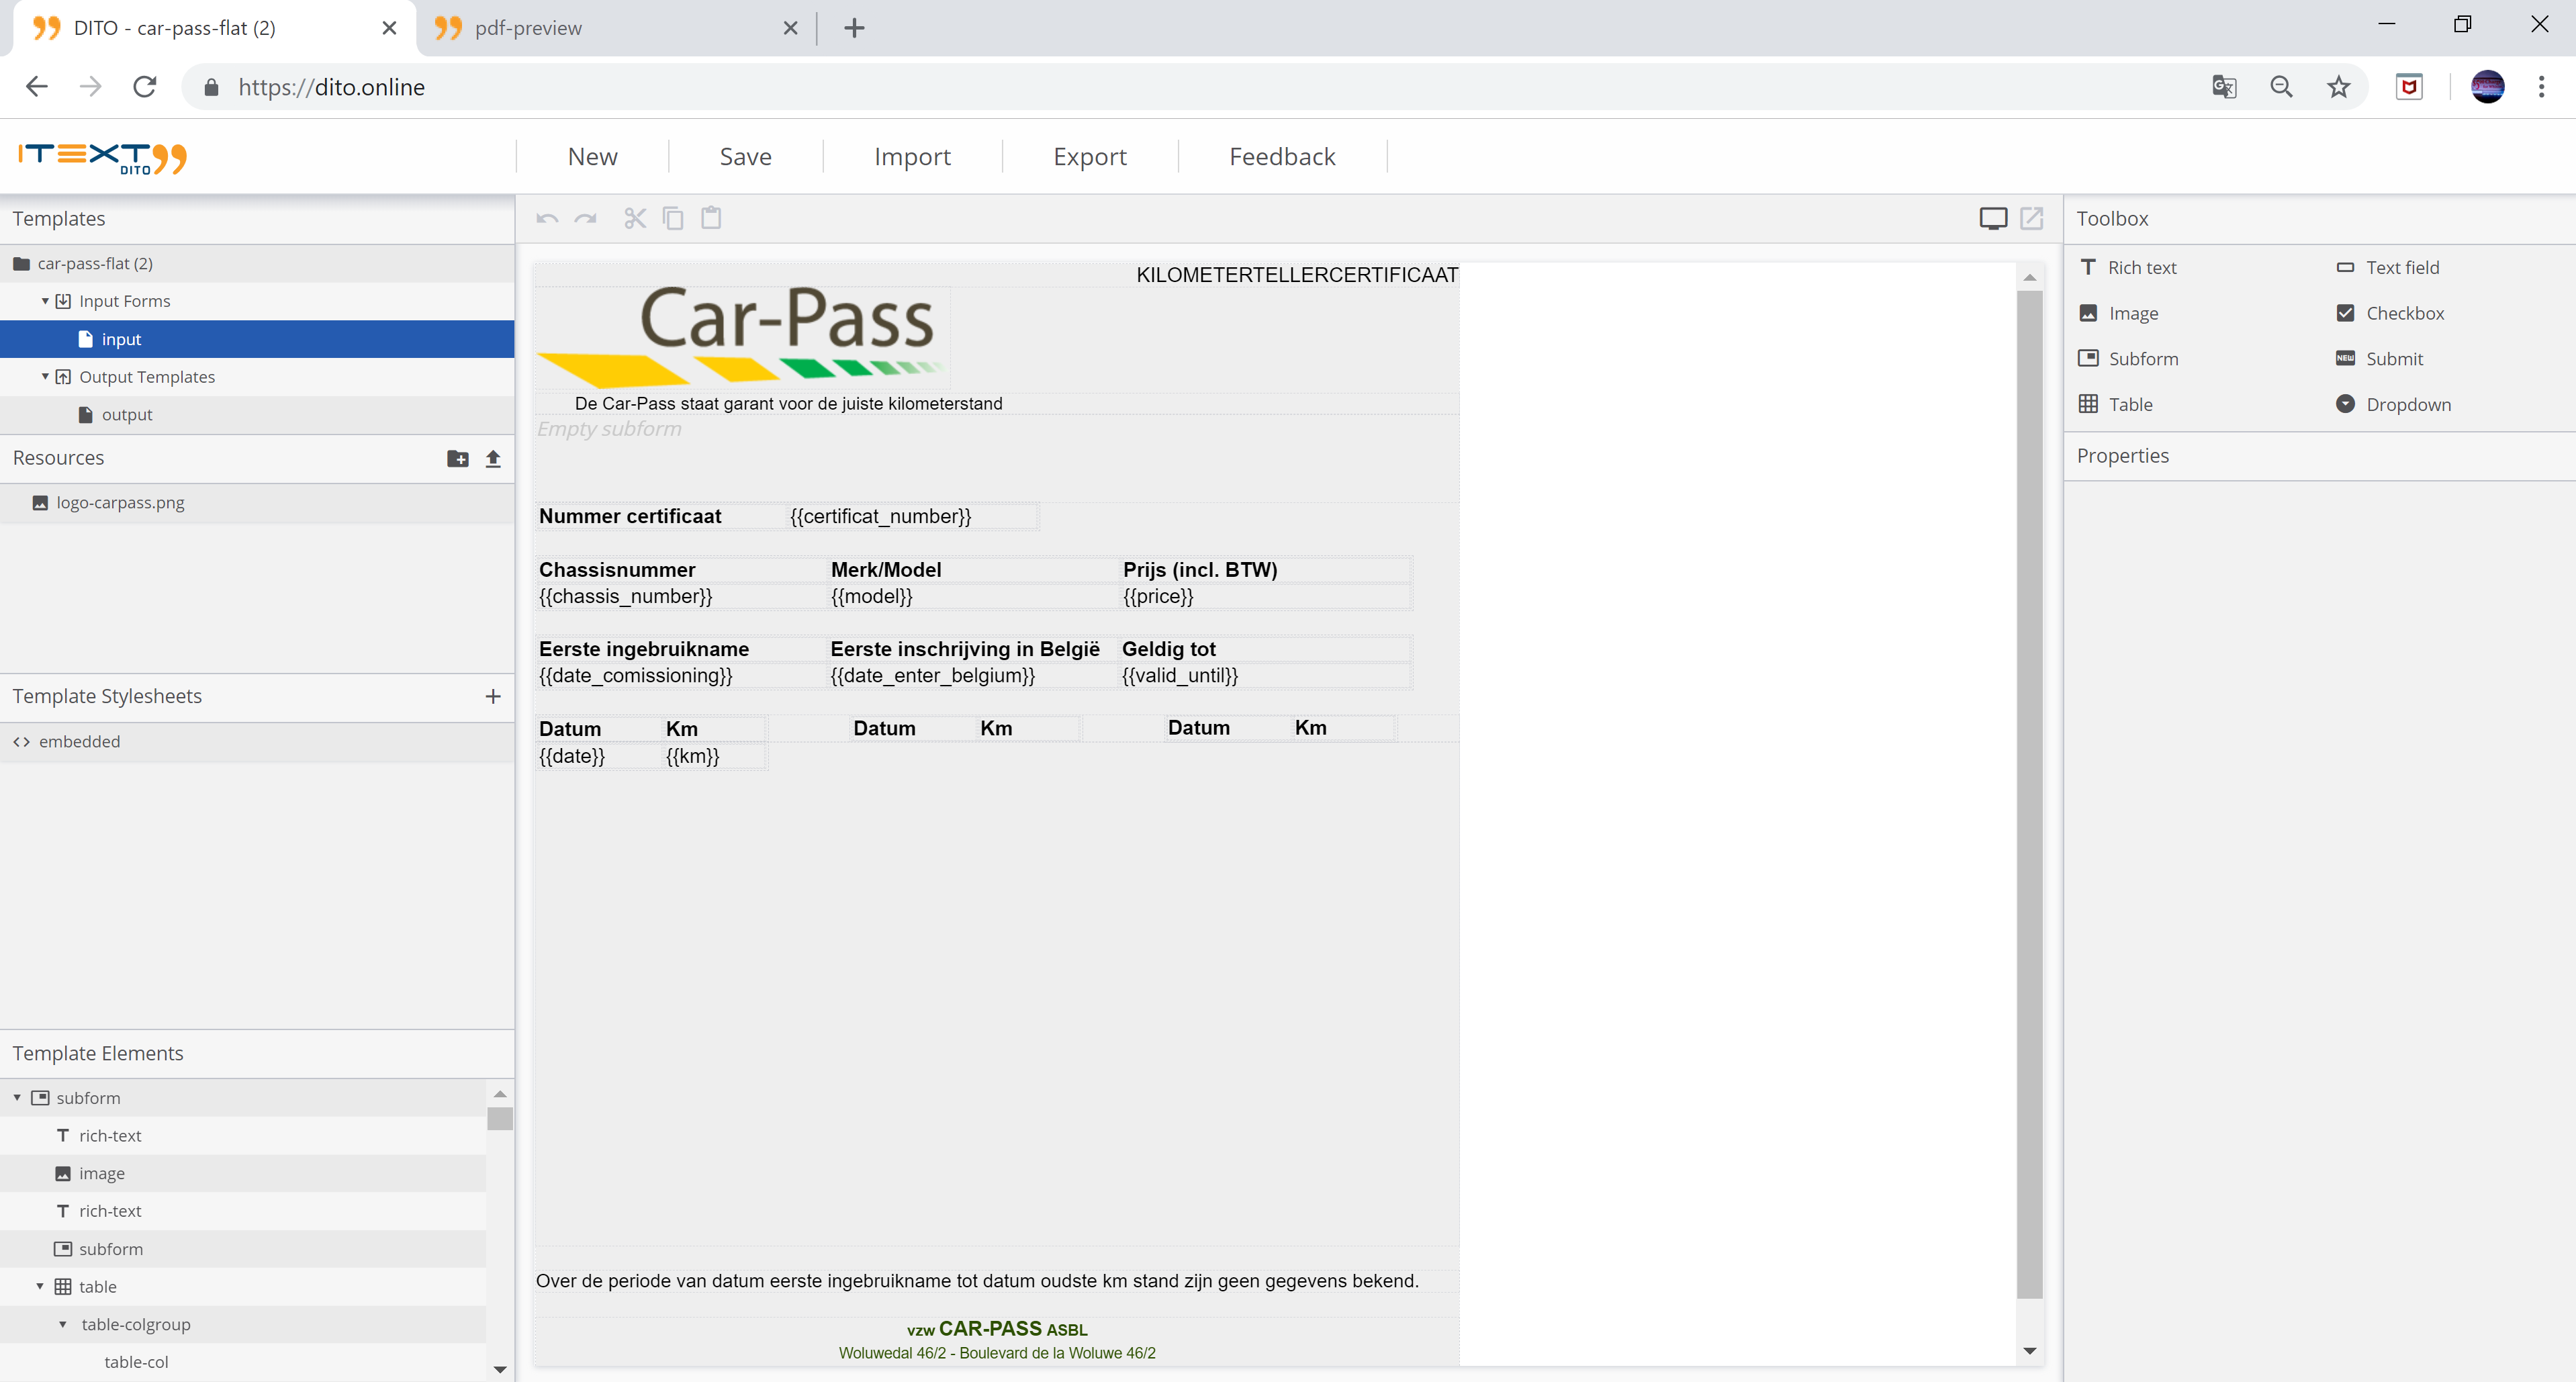 DITO - car-pass-flat (2)
pdf-preview
https://dito.online
ITEXT DITO
New
Save
Import
Export
Feedback
Templates
car-pass-flat (2)
Input Forms
input
Output Templates
output
Resources
logo-carpass.png
Template Stylesheets
embedded
Template Elements
subform
rich-text
image
rich-text
subform
table
table-colgroup
table-col
KILOMETERTELLERCERTIFICAAT
Car-Pass
De Car-Pass staat garant voor de juiste kilometerstand
Empty subform
Nummer certificaat {{certificat_number}}
Chassisnummer Merk/Model Prijs (incl. BTW)
{{chassis_number}} {{model}} {{price}}
Eerste ingebruikname Eerste inschrijving in België Geldig tot
{{date_comissioning}} {{date_enter_belgium}} {{valid_until}}
Datum Km Datum Km Datum Km
{{date}} {{km}}
Over de periode van datum eerste ingebruikname tot datum oudste km stand zijn geen gegevens bekend.
vzw CAR-PASS ASBL
Woluwedal 46/2 - Boulevard de la Woluwe 46/2
Toolbox
Rich text Text field
Image Checkbox
Subform NEW Submit
Table Dropdown
Properties